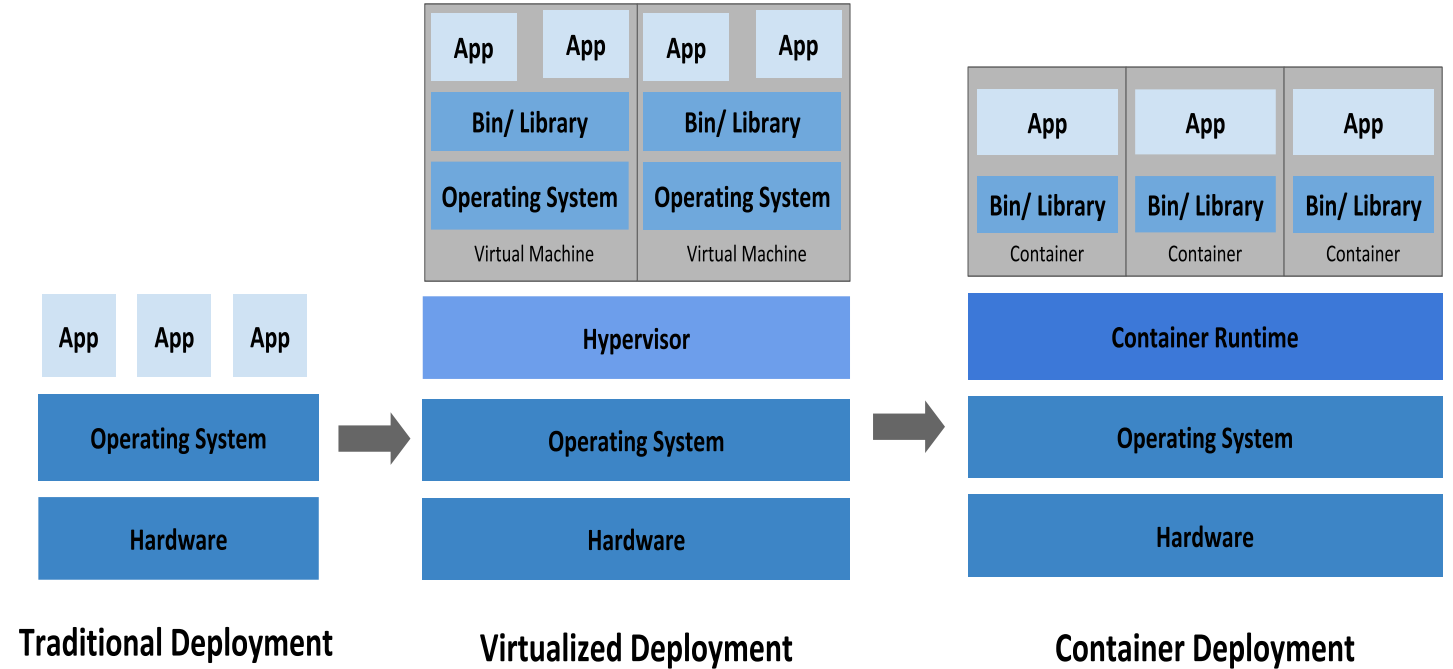 App
App
App
Operating System
Hardware
Traditional Deployment
App
App
Bin/ Library
Operating System
Virtual Machine
App
App
Bin/ Library
Operating System
Virtual Machine
Hypervisor
Operating System
Hardware
Virtualized Deployment
App
Bin/ Library
Container
App
Bin/ Library
Container
App
Bin/ Library
Container
Container Runtime
Operating System
Hardware
Container Deployment